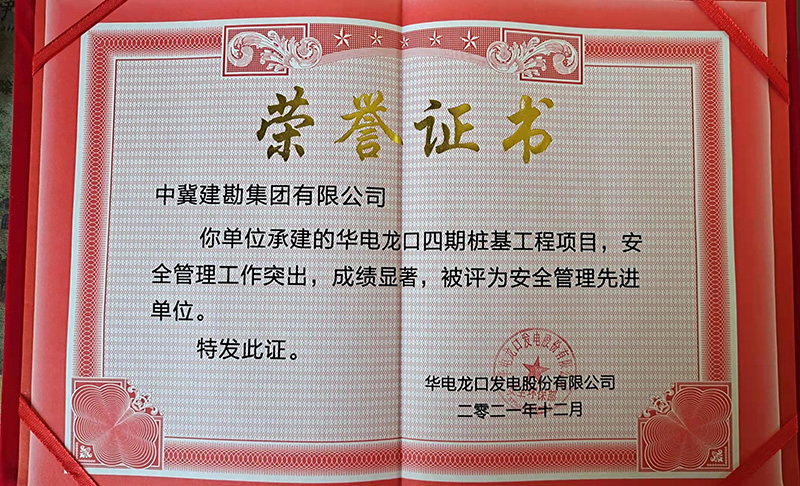 荣誉证书
中冀建勘集团有限公司
你单位承建的华电龙口四期桩基工程项目，安
全管理工作突出，成绩显著，被评为安全管理先进
单位。
特发此证。
华电龙口发电股份有限公司
二零二一年十二月